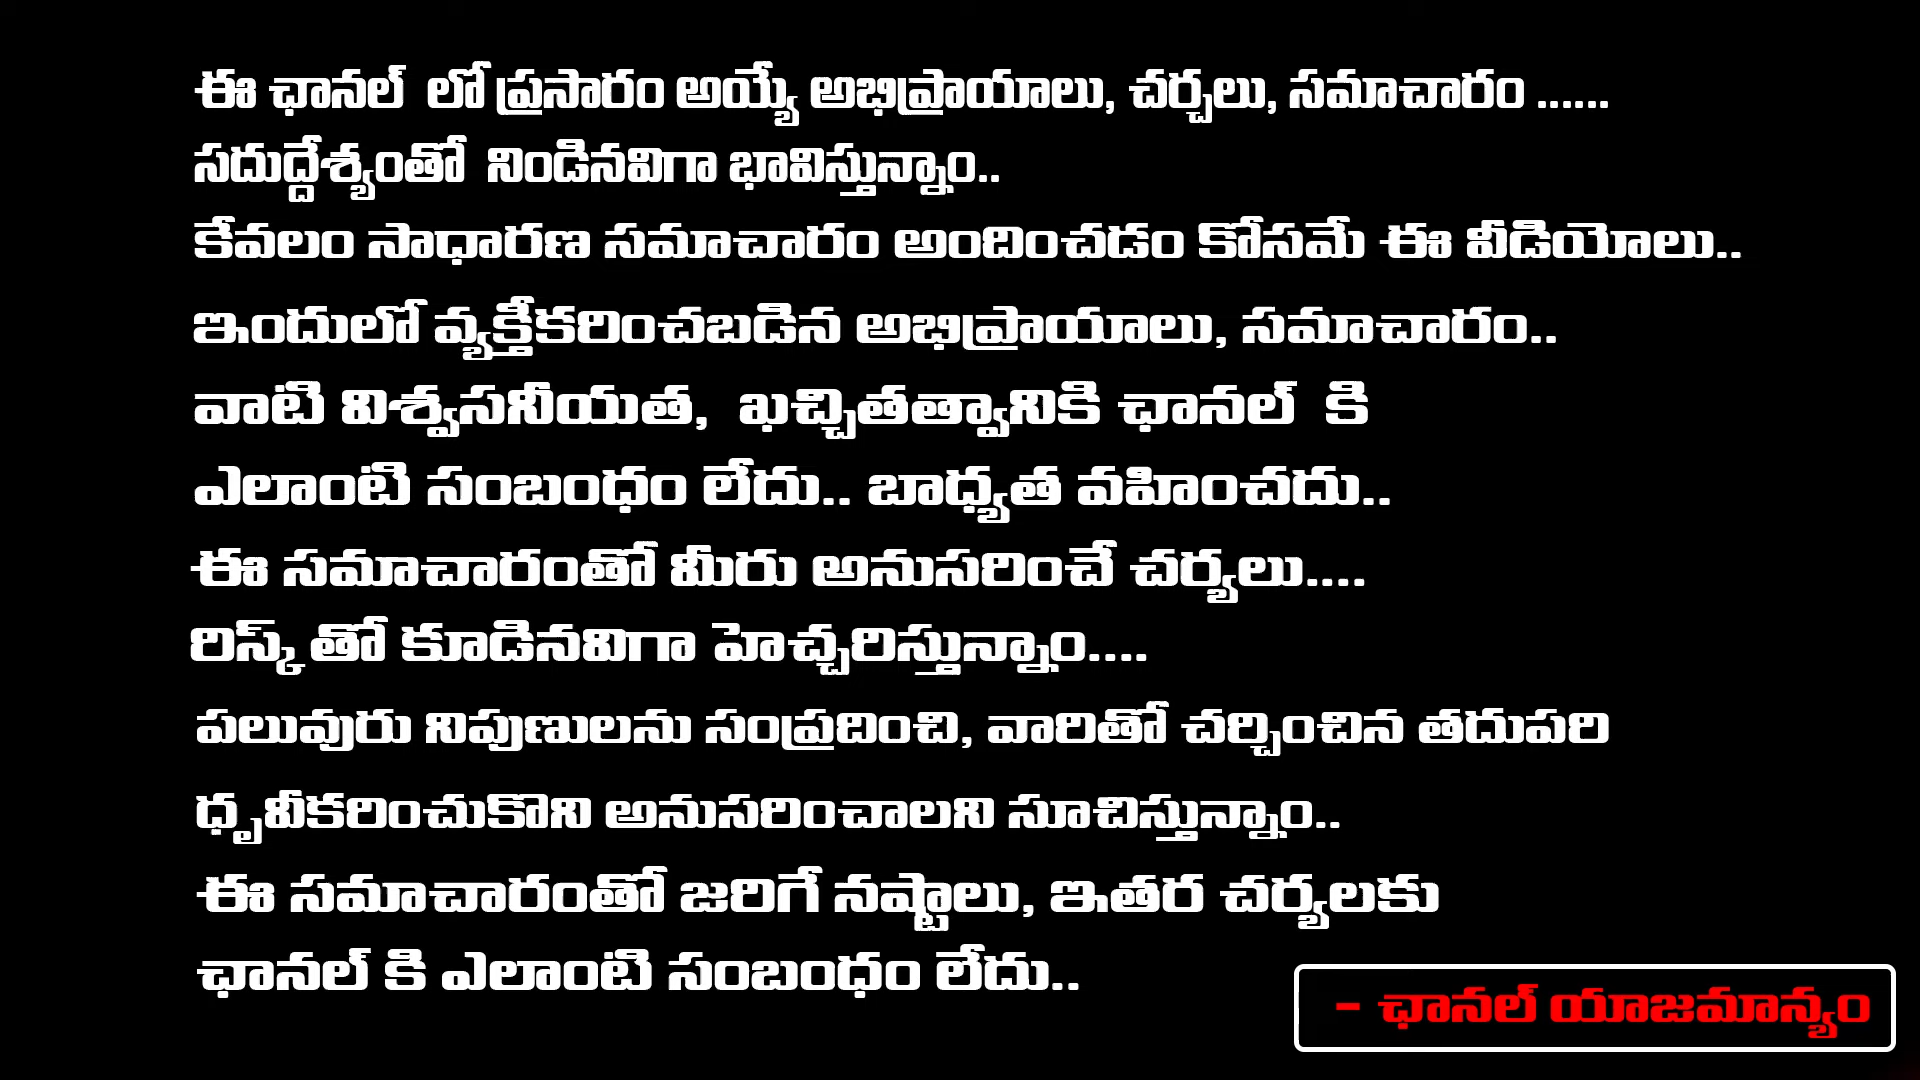 ఈ ఛానల్ లో ప్రసారం అయ్యే అభిప్రాయాలు, చర్చలు, సమాచారం ......
సదుద్దేశ్యంతో నిండినవిగా భావిస్తున్నాం..
కేవలం సాధారణ సమాచారం అందించడం కోసమే ఈ వీడియోలు..
ఇందులో వ్యక్తీకరించబడిన అభిప్రాయాలు, సమాచారం..
వాటి విశ్వసనీయత, ఖచ్చితత్వానికి ఛానల్ కి
ఎలాంటి సంబంధం లేదు.. బాధ్యత వహించదు..
ఈ సమాచారంతో మీరు అనుసరించే చర్యలు....
రిస్క్ తో కూడినవిగా హెచ్చరిస్తున్నాం....
పలువురు నిపుణులను సంప్రదించి, వారితో చర్చించిన తదుపరి
ధృవీకరించుకొని అనుసరించాలని సూచిస్తున్నాం..
ఈ సమాచారంతో జరిగే నష్టాలు, ఇతర చర్యలకు
ఛానల్ కి ఎలాంటి సంబంధం లేదు..
- ఛానల్ యాజమాన్యం